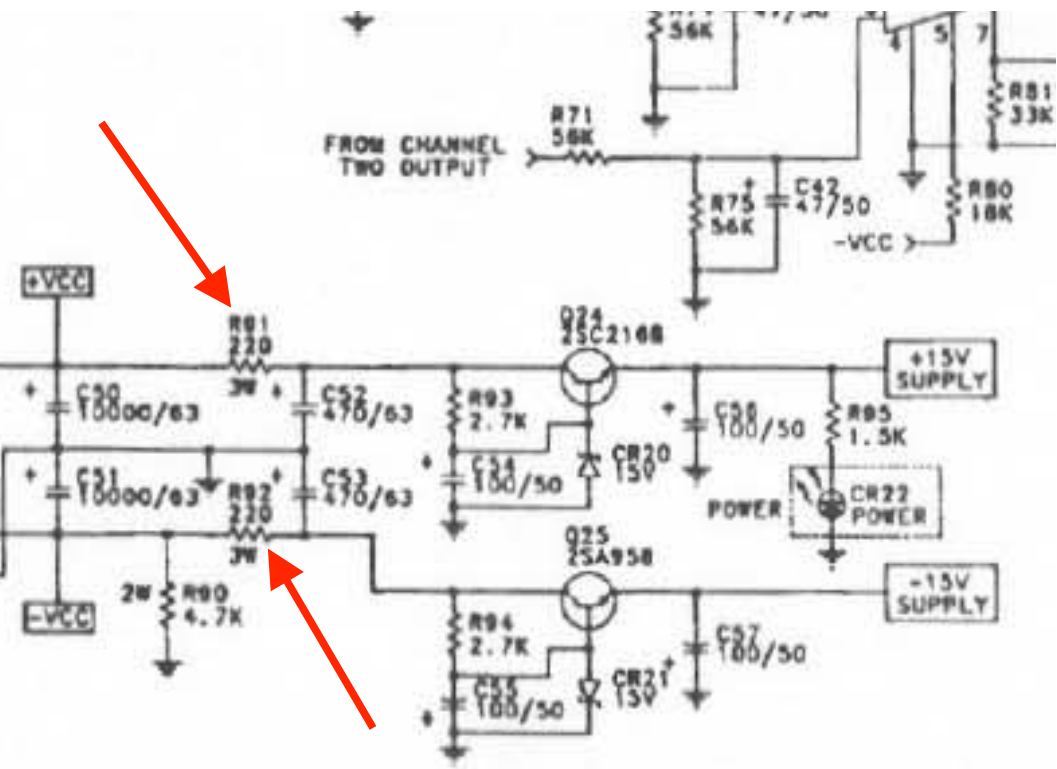 56K
47/50
4
5
7
R81
33K
R71
56K
FROM CHANNEL
TWO OUTPUT
R75
56K
+
C42
47/50
R80
18K
-VCC
+VCC
R91
220
3W
Q24
2SC2168
+15V
SUPPLY
+
C50
10000/63
+
C52
470/63
R93
2.7K
+
C56
100/50
R95
1.5K
+
C51
10000/63
R92
220
3W
+
C53
470/63
+
C54
100/50
CR20
15V
POWER
CR22
POWER
Q25
2SA958
-15V
SUPPLY
-VCC
2W
R90
4.7K
R94
2.7K
+
C55
100/50
CR21
15V
+
C57
100/50